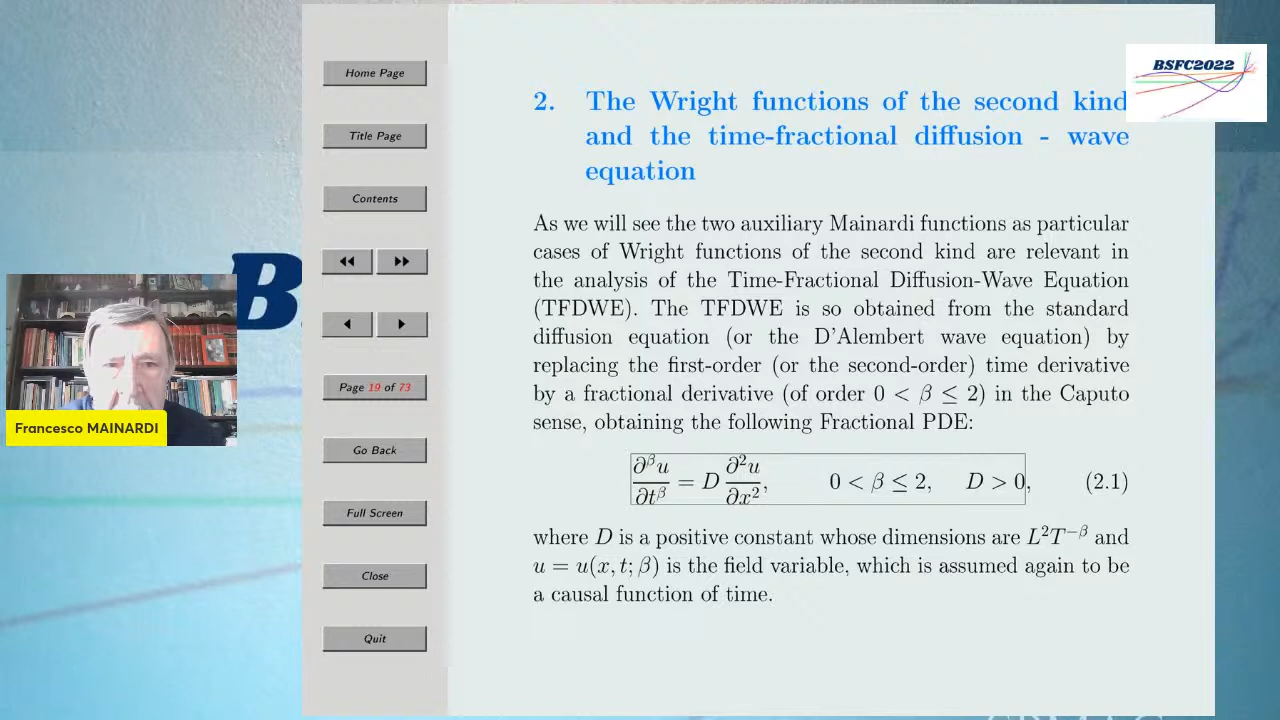 Home Page
Title Page
Contents
Page 19 of 73
Go Back
Full Screen
Close
Quit
BSFC2022
2. The Wright functions of the second kind
and the time-fractional diffusion - wave
equation
As we will see the two auxiliary Mainardi functions as particular
cases of Wright functions of the second kind are relevant in
the analysis of the Time-Fractional Diffusion-Wave Equation
(TFDWE). The TFDWE is so obtained from the standard
diffusion equation (or the D'Alembert wave equation) by
replacing the first-order (or the second-order) time derivative
by a fractional derivative (of order 0 < β ≤ 2) in the Caputo
sense, obtaining the following Fractional PDE:
∂^β u / ∂t^β = D ∂²u / ∂x², 0 < β ≤ 2, D > 0, (2.1)
where D is a positive constant whose dimensions are L²T^{−β} and
u = u(x, t; β) is the field variable, which is assumed again to be
a causal function of time.
Francesco MAINARDI
B